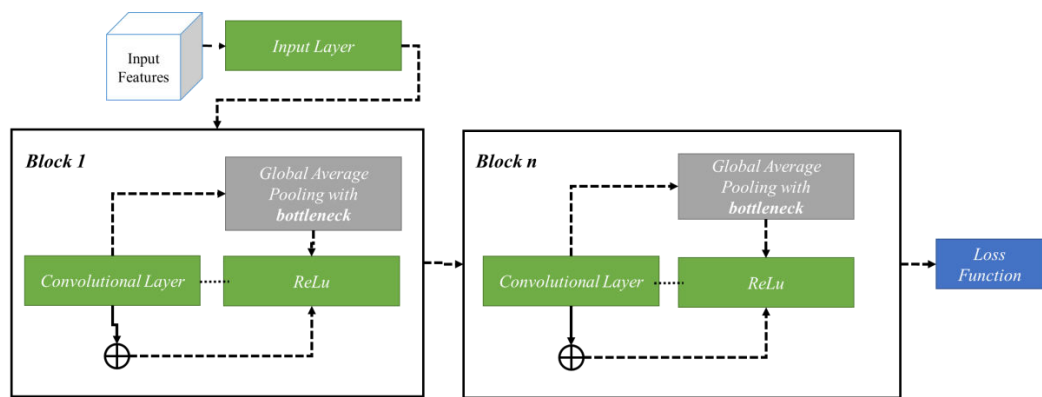 Input
Features
Input Layer
Block 1
Global Average
Pooling with
bottleneck
Convolutional Layer
ReLu
Block n
Global Average
Pooling with
bottleneck
Convolutional Layer
ReLu
Loss
Function